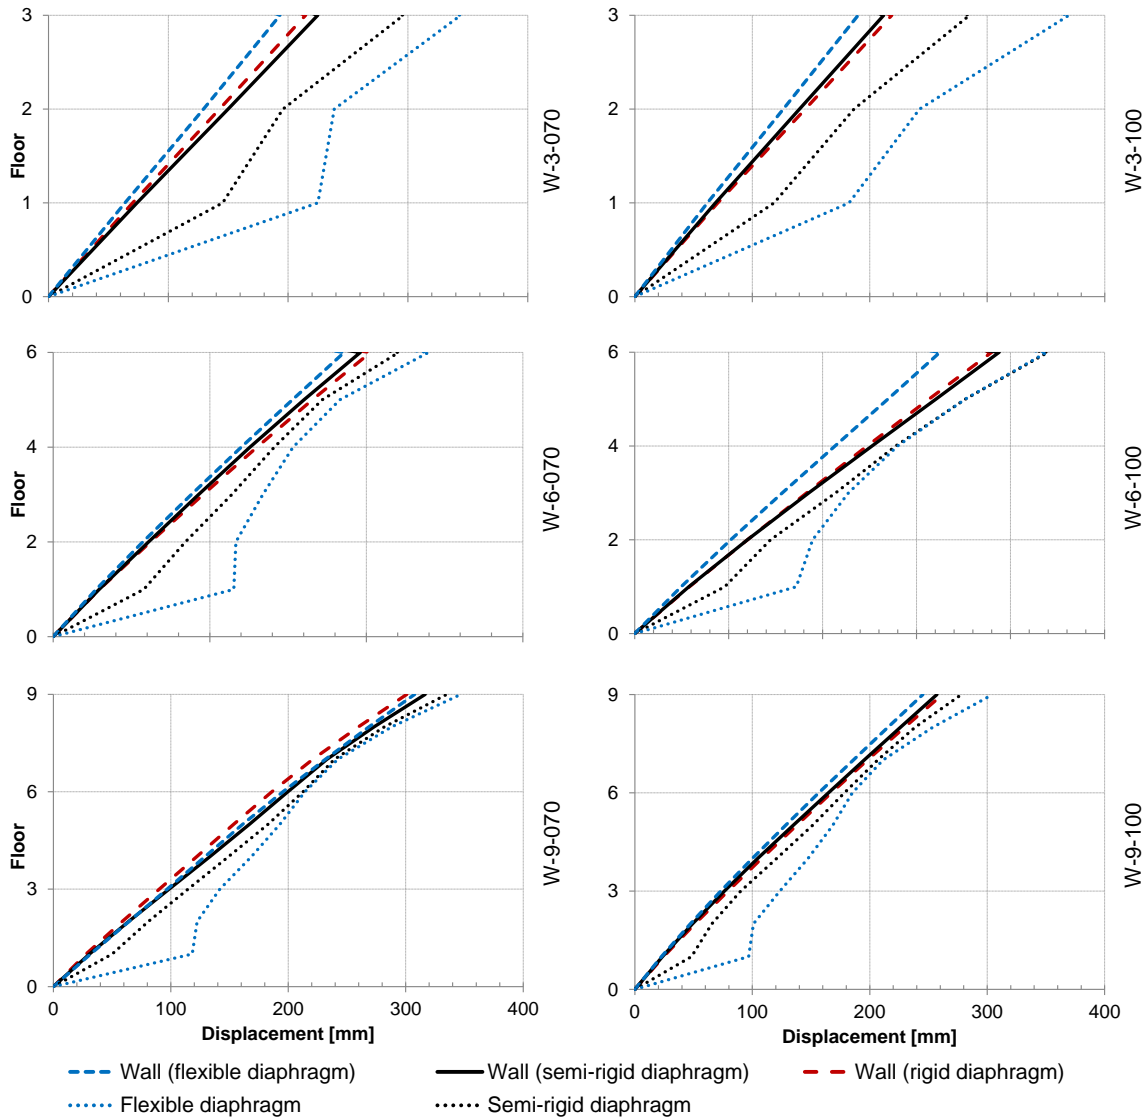 3
2
1
0
Floor
W-3-070
3
2
1
0
W-3-100
6
4
2
0
Floor
W-6-070
6
4
2
0
W-6-100
9
6
3
0
Floor
0 100 200 300 400
Displacement [mm]
W-9-070
9
6
3
0
0 100 200 300 400
Displacement [mm]
W-9-100
Wall (flexible diaphragm) Wall (semi-rigid diaphragm) Wall (rigid diaphragm)
Flexible diaphragm Semi-rigid diaphragm